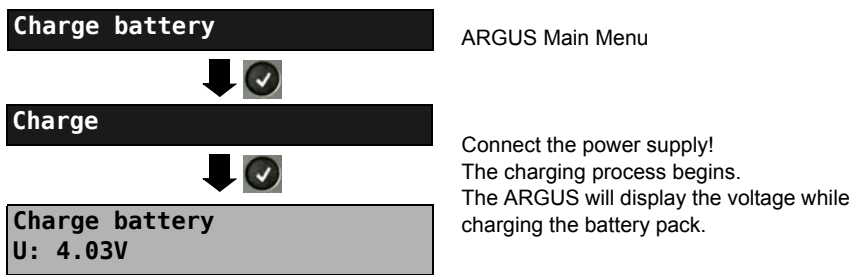 Charge battery
ARGUS Main Menu
Charge
Connect the power supply!
The charging process begins.
The ARGUS will display the voltage while
charging the battery pack.
Charge battery
U: 4.03V